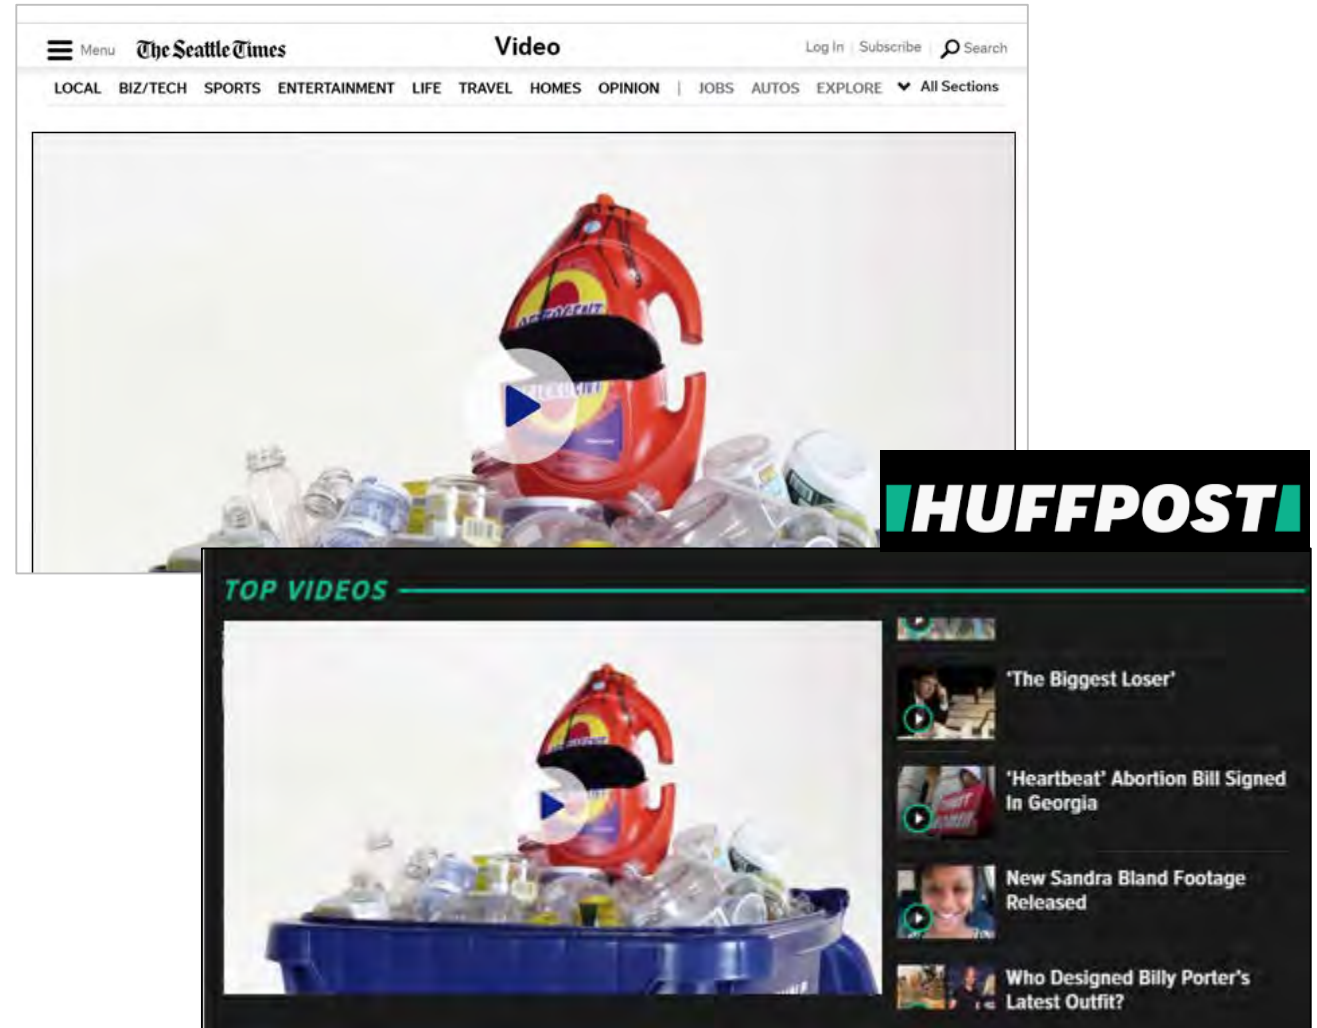 Menu
The Seattle Times
Video
Log In | Subscribe
Search
LOCAL BIZ/TECH SPORTS ENTERTAINMENT LIFE TRAVEL HOMES OPINION | JOBS AUTOS EXPLORE All Sections
HUFFPOST
TOP VIDEOS
'The Biggest Loser'
'Heartbeat' Abortion Bill Signed
In Georgia
New Sandra Bland Footage
Released
Who Designed Billy Porter's
Latest Outfit?